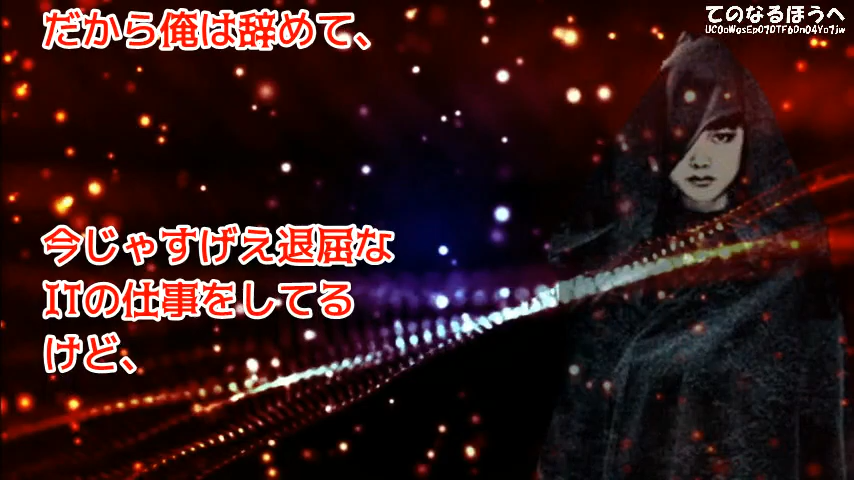 てのなるほうへ
だから俺は辞めて、
今じゃすげえ退屈な
ITの仕事をしてる
けど、